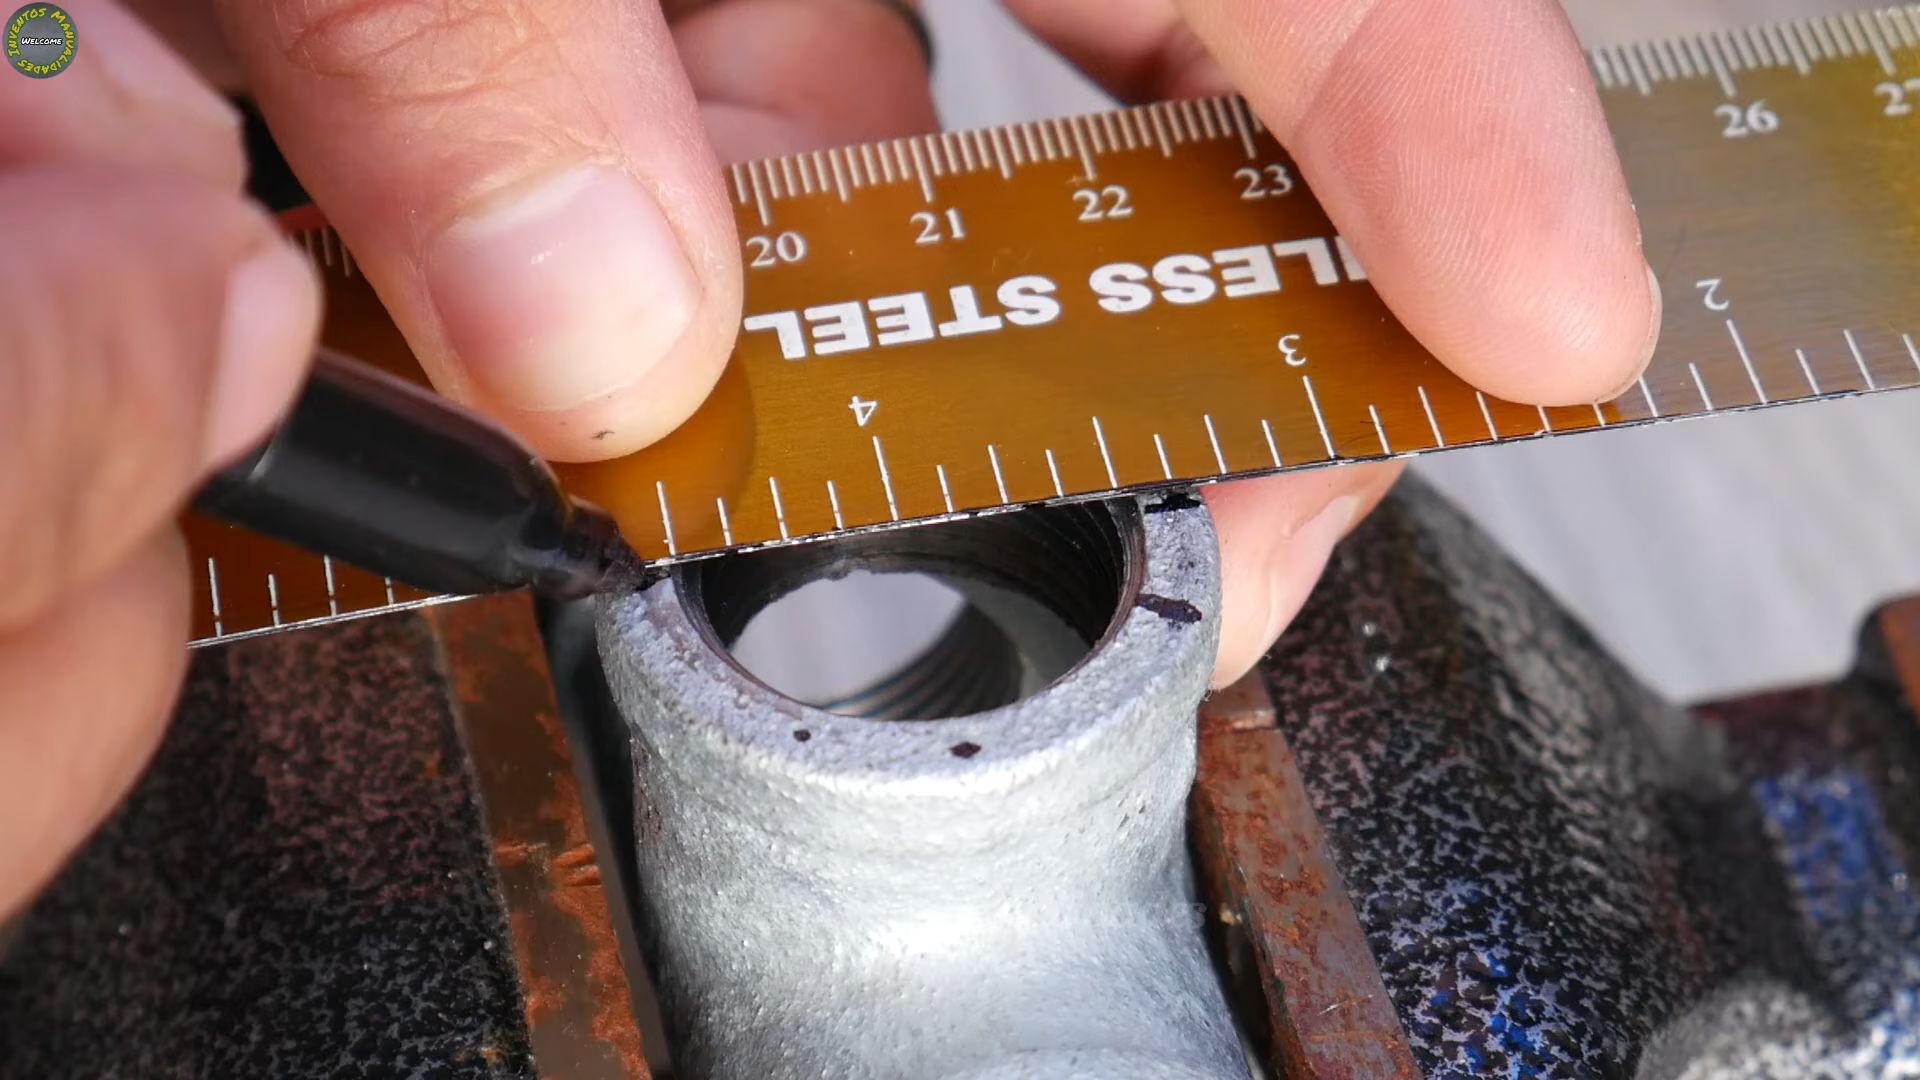 INVENTOS MANUALIDADES
Welcome
20 21 22 23 26 27
LESS STEEL
4 3 2